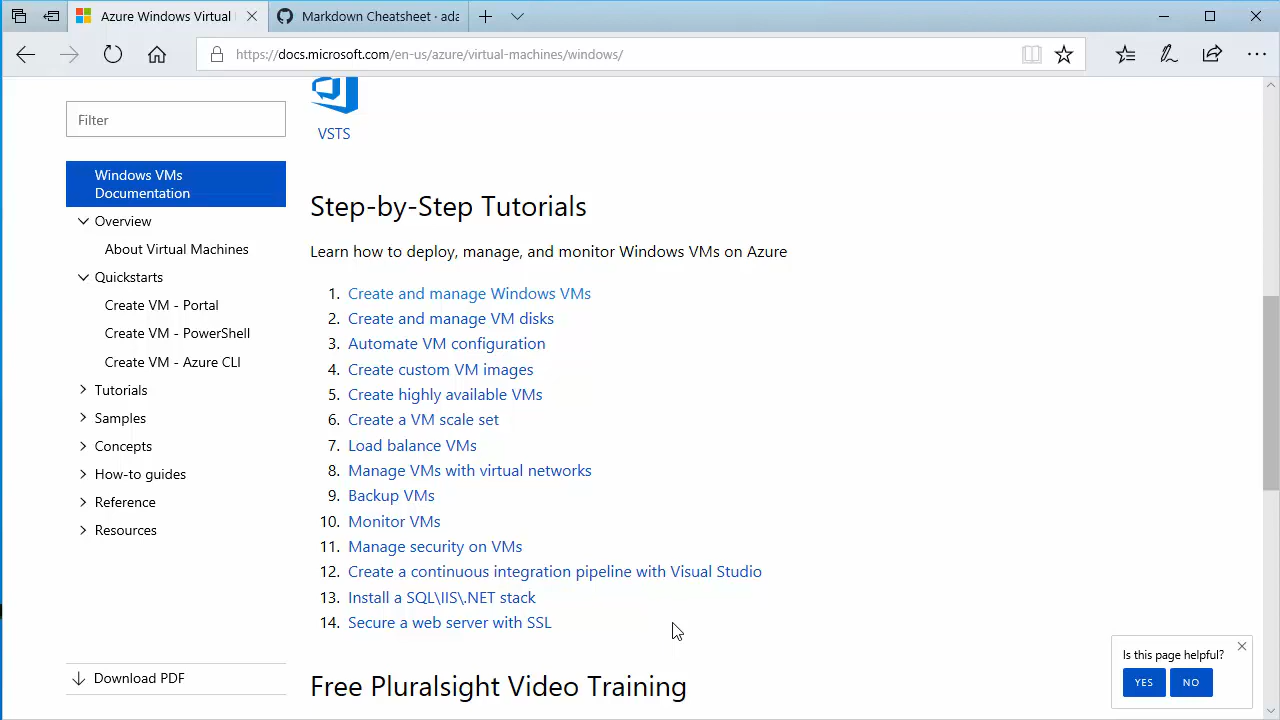 Azure Windows Virtual
Markdown Cheatsheet · ada
https://docs.microsoft.com/en-us/azure/virtual-machines/windows/
Filter
Windows VMs
Documentation
Overview
About Virtual Machines
Quickstarts
Create VM - Portal
Create VM - PowerShell
Create VM - Azure CLI
Tutorials
Samples
Concepts
How-to guides
Reference
Resources
Download PDF
VSTS
Step-by-Step Tutorials
Learn how to deploy, manage, and monitor Windows VMs on Azure
1. Create and manage Windows VMs
2. Create and manage VM disks
3. Automate VM configuration
4. Create custom VM images
5. Create highly available VMs
6. Create a VM scale set
7. Load balance VMs
8. Manage VMs with virtual networks
9. Backup VMs
10. Monitor VMs
11. Manage security on VMs
12. Create a continuous integration pipeline with Visual Studio
13. Install a SQL\IIS\.NET stack
14. Secure a web server with SSL
Free Pluralsight Video Training
Is this page helpful?
YES NO